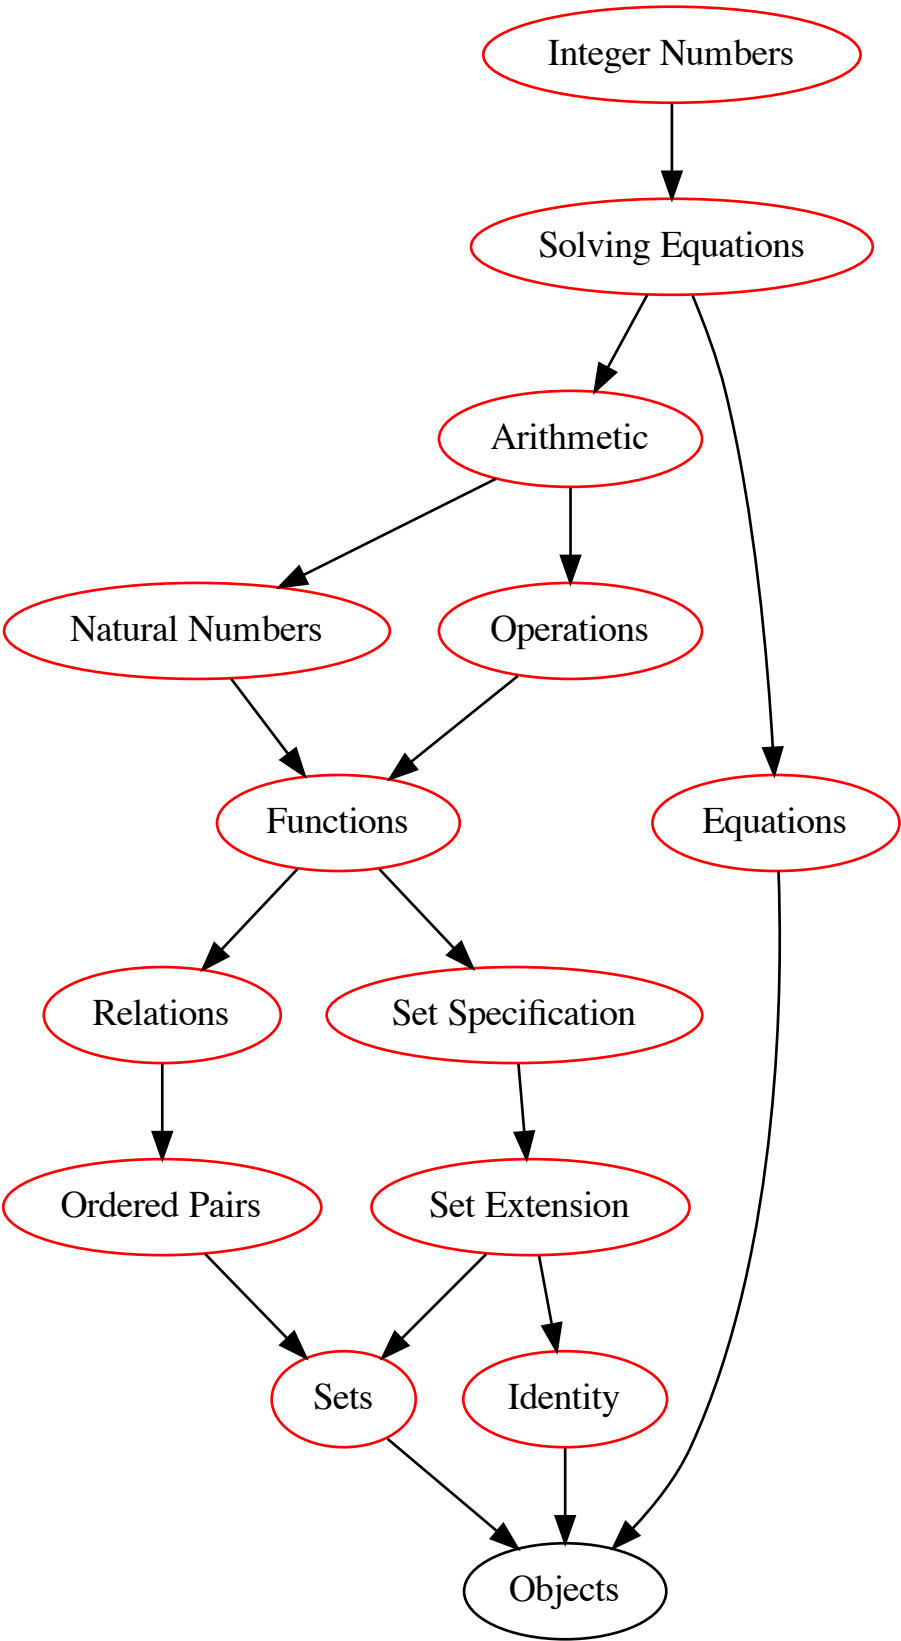 Integer Numbers
Solving Equations
Arithmetic
Natural Numbers
Operations
Functions
Equations
Relations
Set Specification
Ordered Pairs
Set Extension
Sets
Identity
Objects